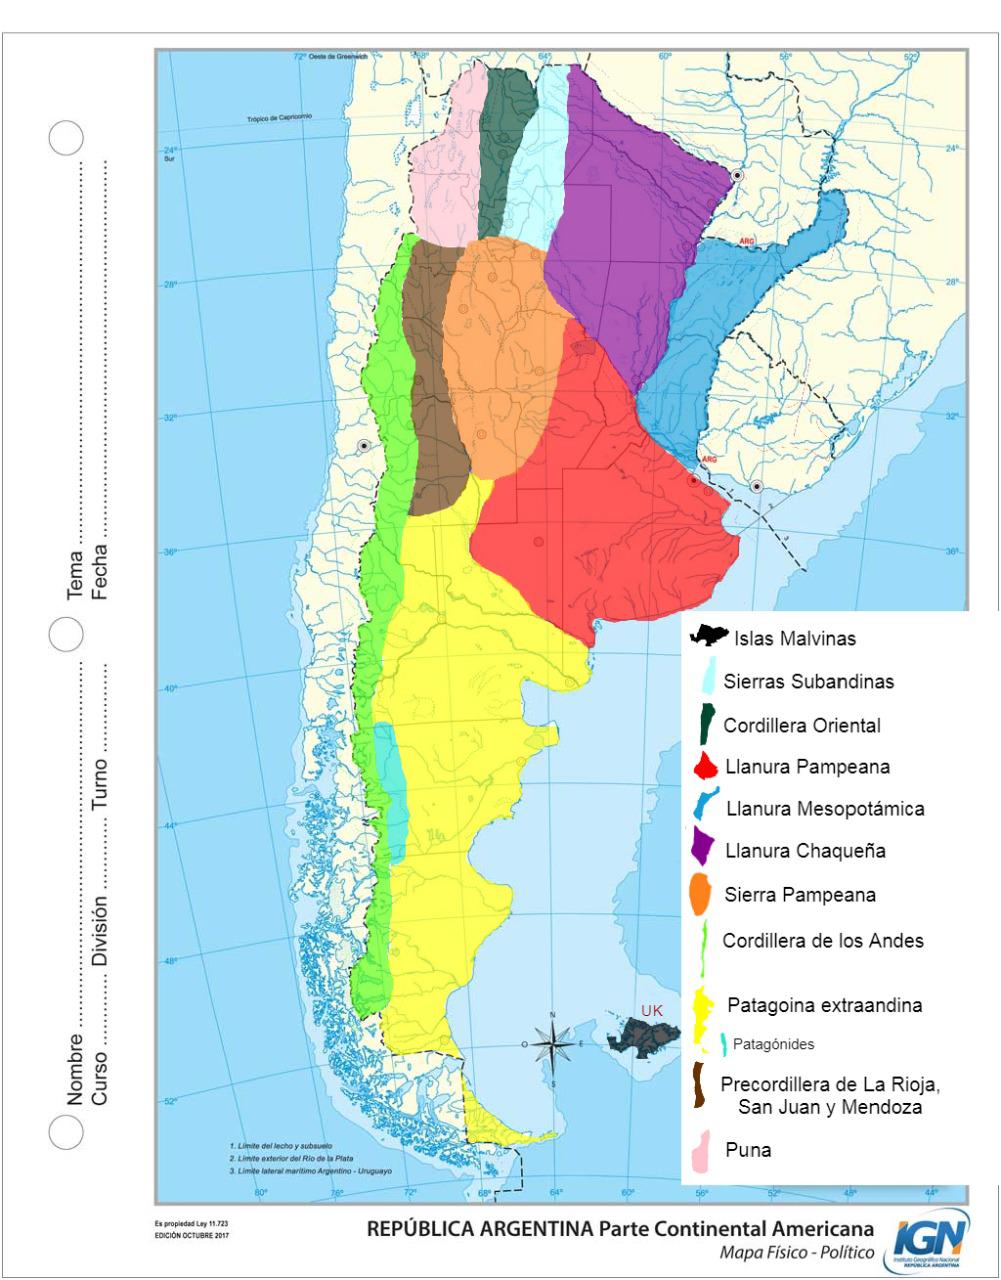 72°
Oeste de Greenwich
68°
64°
60°
56°
52°
Trópico de Capricornio
24°
Sur
24°
ARG
28°
28°
32°
32°
ARG
36°
36°
40°
44°
48°
52°
Tema
Fecha
Turno
División
Nombre
Curso
Islas Malvinas
Sierras Subandinas
Cordillera Oriental
Llanura Pampeana
Llanura Mesopotámica
Llanura Chaqueña
Sierra Pampeana
Cordillera de los Andes
Patagoina extraandina
Patagónides
Precordillera de La Rioja,
San Juan y Mendoza
Puna
UK
N
O
E
S
1. Límite del lecho y subsuelo
2. Límite exterior del Río de la Plata
3. Límite lateral marítimo Argentino - Uruguayo
80°
76°
72°
68°
64°
60°
56°
52°
48°
44°
Es propiedad Ley 11.723
EDICIÓN OCTUBRE 2017
REPÚBLICA ARGENTINA Parte Continental Americana
Mapa Físico - Político
IGN
Instituto Geográfico Nacional
REPÚBLICA ARGENTINA